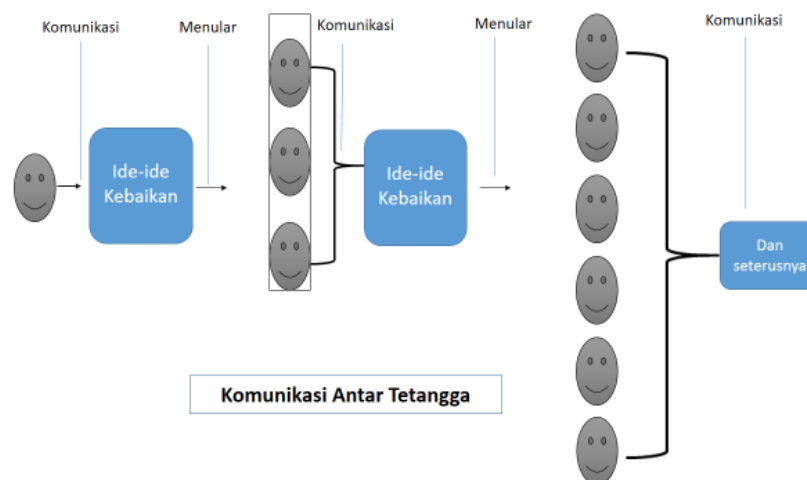 Komunikasi
Menular
Komunikasi
Menular
Komunikasi
Ide-ide
Kebaikan
Ide-ide
Kebaikan
Dan
seterusnya
Komunikasi Antar Tetangga